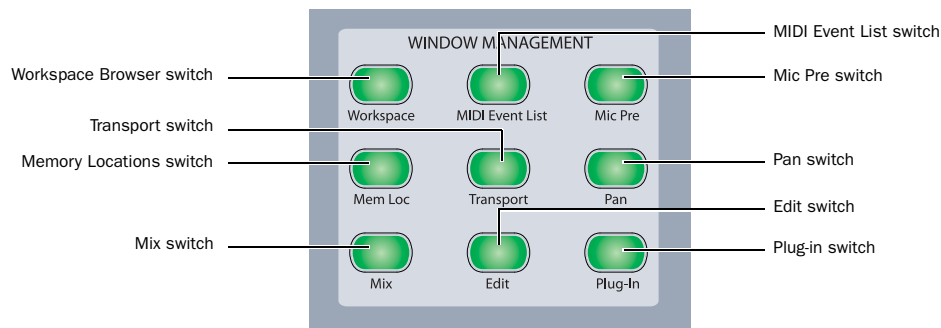 MIDI Event List switch
WINDOW MANAGEMENT
Workspace Browser switch
Mic Pre switch
Workspace
MIDI Event List
Mic Pre
Transport switch
Memory Locations switch
Pan switch
Mem Loc
Transport
Pan
Edit switch
Mix switch
Plug-in switch
Mix
Edit
Plug-In